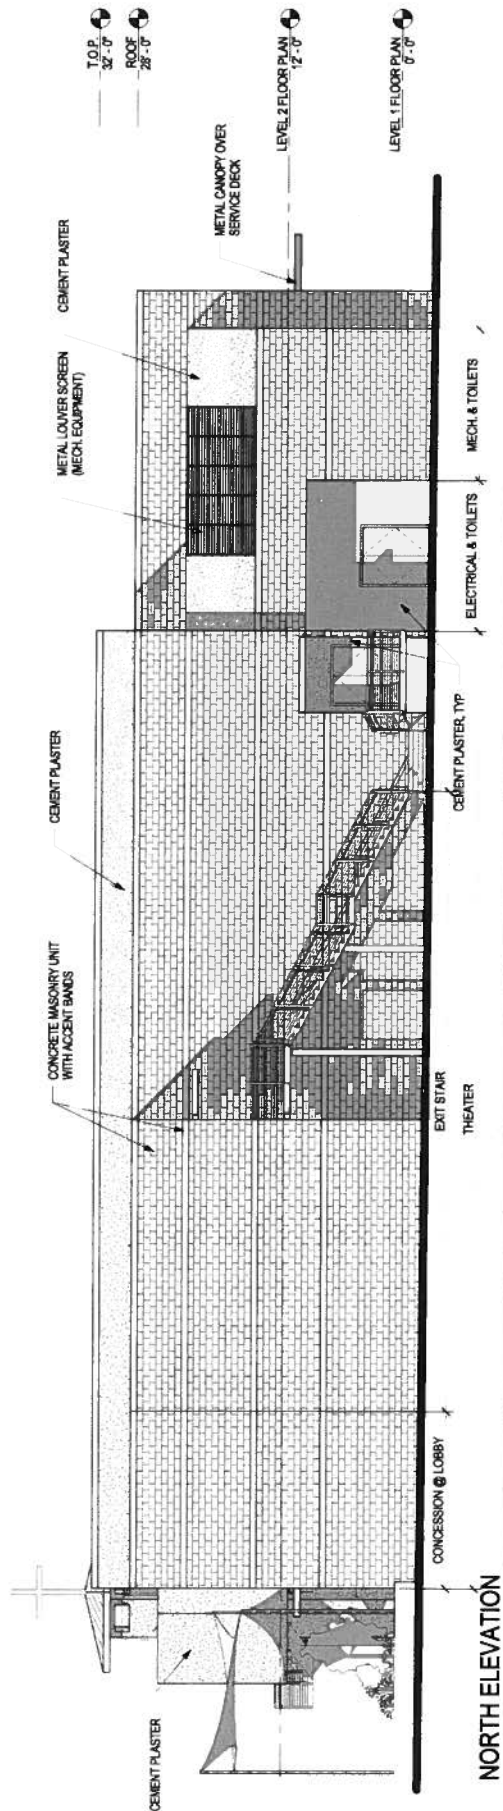 T.O.P.
32' - 0"
ROOF
28' - 0"
LEVEL 2 FLOOR PLAN
12' - 0"
LEVEL 1 FLOOR PLAN
0' - 0"
CEMENT PLASTER
CONCRETE MASONRY UNIT
WITH ACCENT BANDS
CEMENT PLASTER
METAL LOUVER SCREEN
(MECH. EQUIPMENT)
CEMENT PLASTER
METAL CANOPY OVER
SERVICE DECK
CONCESSION @ LOBBY
EXIT STAIR
THEATER
CEMENT PLASTER, TYP
ELECTRICAL & TOILETS
MECH. & TOILETS
NORTH ELEVATION